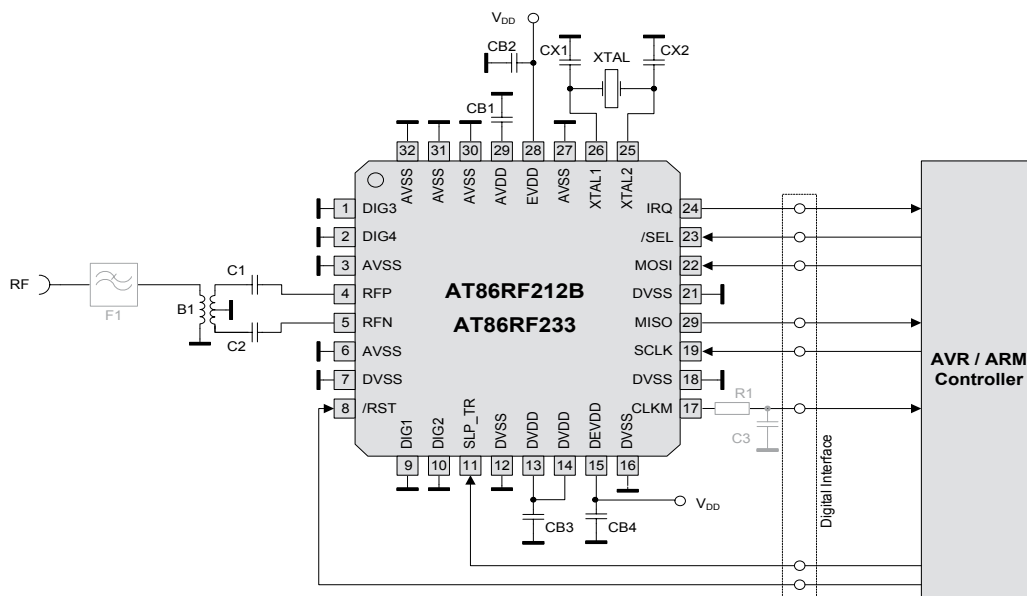 V_DD
CB2
CX1
XTAL
CX2
CB1
32
31
30
29
28
27
26
25
AVSS
AVSS
AVSS
AVDD
EVDD
AVSS
XTAL1
XTAL2
1 DIG3
2 DIG4
3 AVSS
4 RFP
5 RFN
6 AVSS
7 DVSS
8 /RST
RF
F1
B1
C1
C2
AT86RF212B
AT86RF233
IRQ 24
/SEL 23
MOSI 22
DVSS 21
MISO 29
SCLK 19
DVSS 18
CLKM 17
R1
C3
AVR / ARM
Controller
Digital Interface
DIG1
DIG2
SLP_TR
DVSS
DVDD
DVDD
DEVDD
DVSS
9
10
11
12
13
14
15
16
CB3
CB4
V_DD